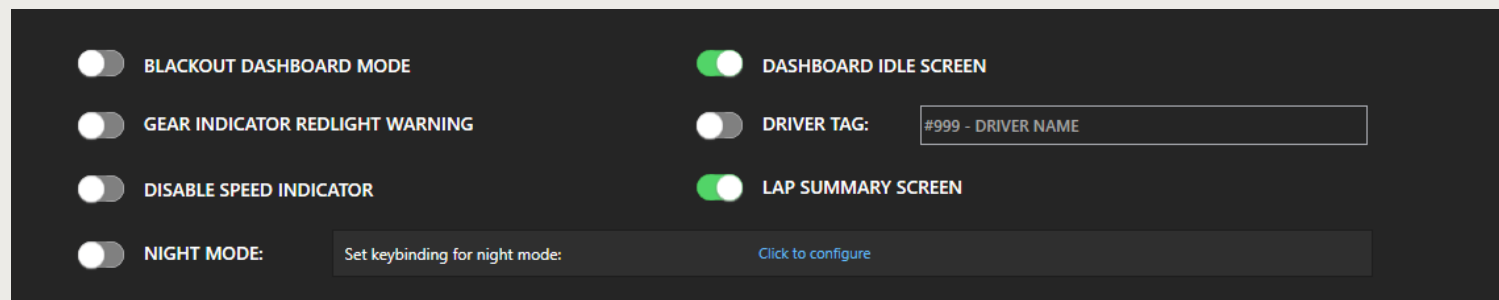 BLACKOUT DASHBOARD MODE
DASHBOARD IDLE SCREEN
GEAR INDICATOR REDLIGHT WARNING
DRIVER TAG:
#999 - DRIVER NAME
DISABLE SPEED INDICATOR
LAP SUMMARY SCREEN
NIGHT MODE:
Set keybinding for night mode:
Click to configure